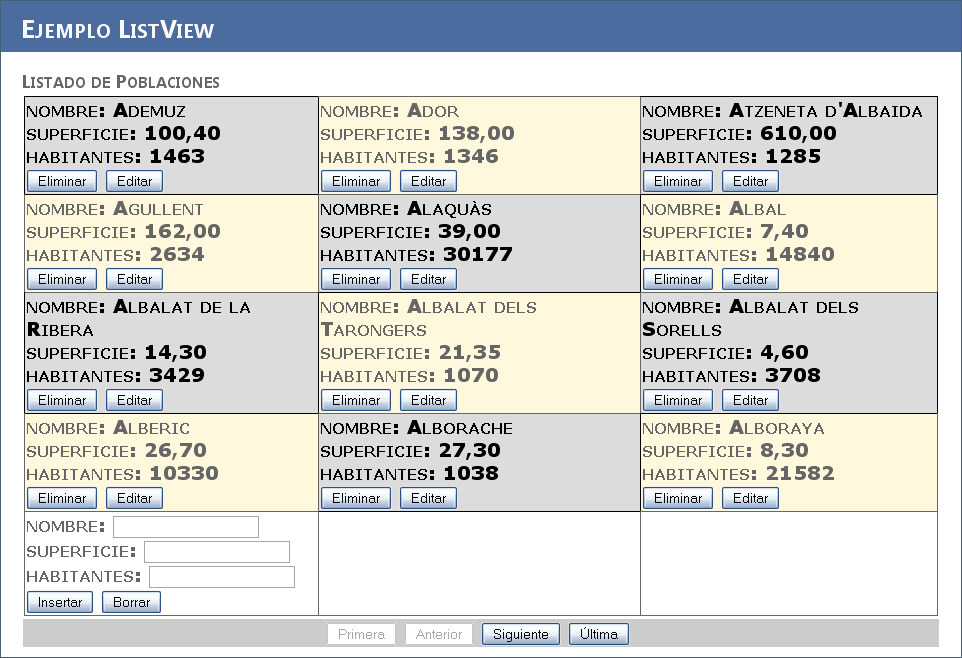 Ejemplo ListView
Listado de Poblaciones
nombre: Ademuz
superficie: 100,40
habitantes: 1463
Eliminar Editar
nombre: Ador
superficie: 138,00
habitantes: 1346
Eliminar Editar
nombre: Atzeneta d'Albaida
superficie: 610,00
habitantes: 1285
Eliminar Editar
nombre: Agullent
superficie: 162,00
habitantes: 2634
Eliminar Editar
nombre: Alaquàs
superficie: 39,00
habitantes: 30177
Eliminar Editar
nombre: Albal
superficie: 7,40
habitantes: 14840
Eliminar Editar
nombre: Albalat de la
Ribera
superficie: 14,30
habitantes: 3429
Eliminar Editar
nombre: Albalat dels
Tarongers
superficie: 21,35
habitantes: 1070
Eliminar Editar
nombre: Albalat dels
Sorells
superficie: 4,60
habitantes: 3708
Eliminar Editar
nombre: Alberic
superficie: 26,70
habitantes: 10330
Eliminar Editar
nombre: Alborache
superficie: 27,30
habitantes: 1038
Eliminar Editar
nombre: Alboraya
superficie: 8,30
habitantes: 21582
Eliminar Editar
nombre:
superficie:
habitantes:
Insertar Borrar
Primera Anterior Siguiente Última